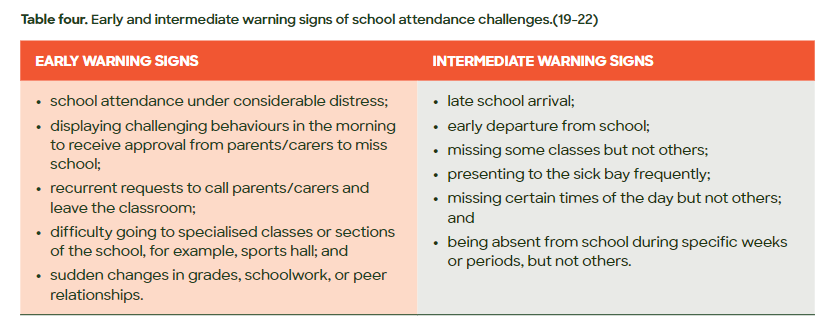 Table four. Early and intermediate warning signs of school attendance challenges.(19-22)
EARLY WARNING SIGNS
• school attendance under considerable distress;
• displaying challenging behaviours in the morning
to receive approval from parents/carers to miss
school;
• recurrent requests to call parents/carers and
leave the classroom;
• difficulty going to specialised classes or sections
of the school, for example, sports hall; and
• sudden changes in grades, schoolwork, or peer
relationships.
INTERMEDIATE WARNING SIGNS
• late school arrival;
• early departure from school;
• missing some classes but not others;
• presenting to the sick bay frequently;
• missing certain times of the day but not others;
and
• being absent from school during specific weeks
or periods, but not others.